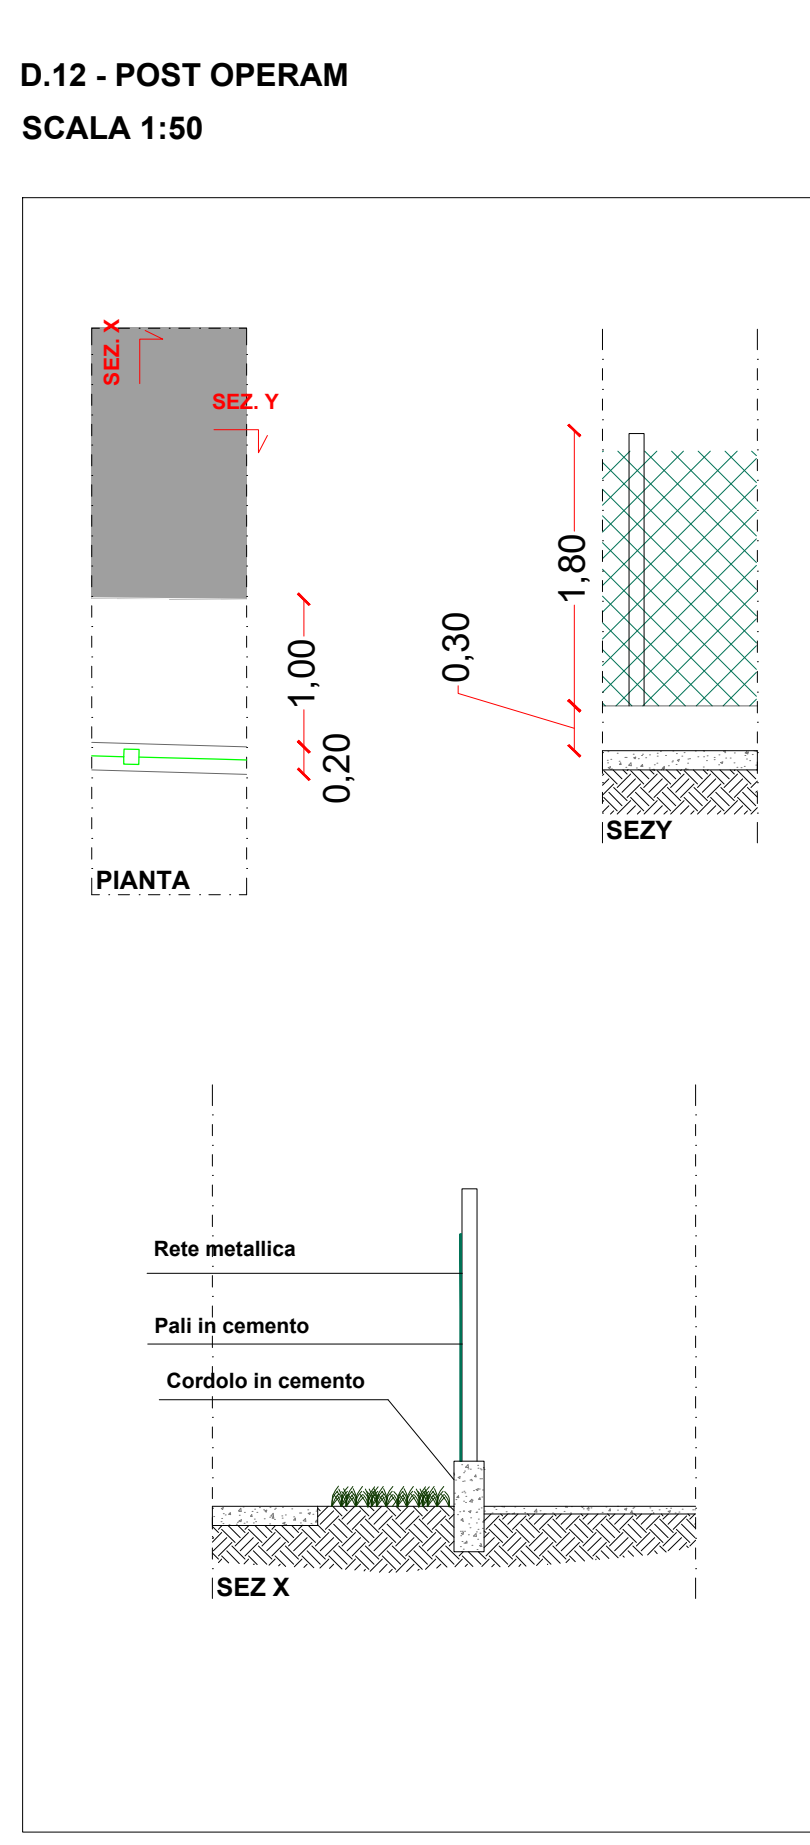 D.12 - POST OPERAM
SCALA 1:50
SEZ. X
SEZ. Y
1,00
0,20
PIANTA
1,80
0,30
SEZY
Rete metallica
Pali in cemento
Cordolo in cemento
SEZ X